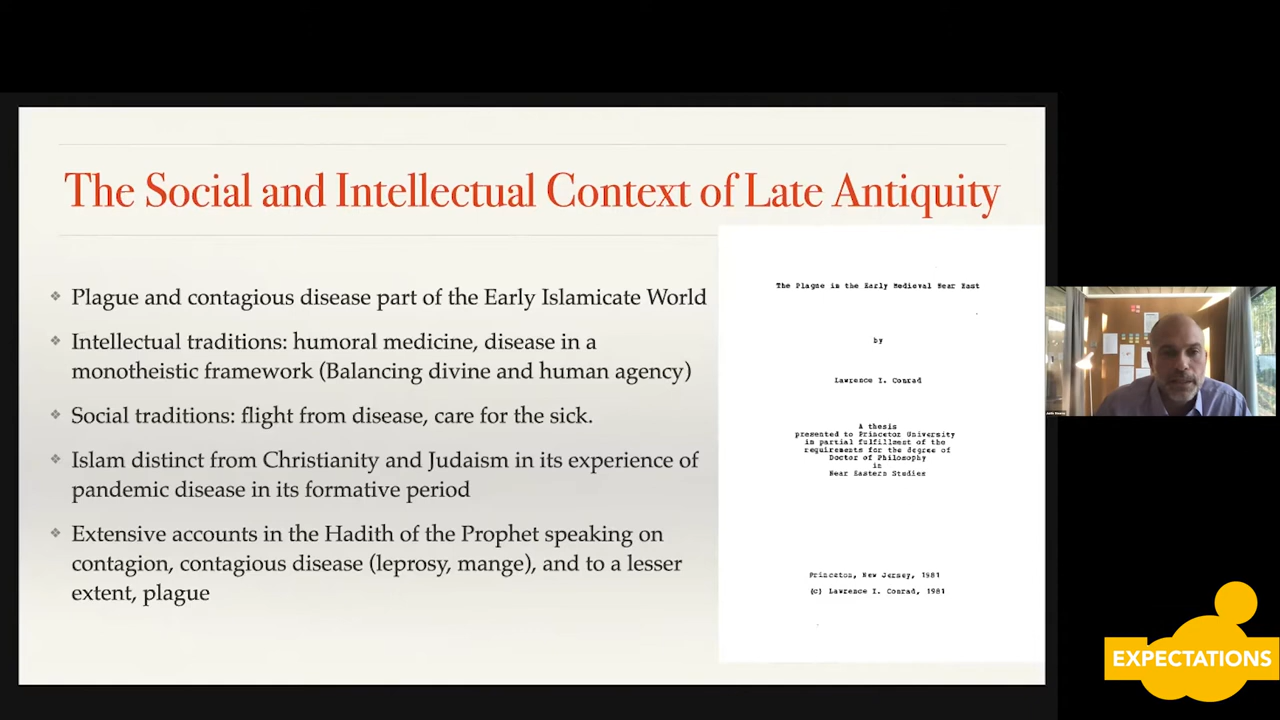 The Social and Intellectual Context of Late Antiquity
Plague and contagious disease part of the Early Islamicate World
Intellectual traditions: humoral medicine, disease in a
monotheistic framework (Balancing divine and human agency)
Social traditions: flight from disease, care for the sick.
Islam distinct from Christianity and Judaism in its experience of
pandemic disease in its formative period
Extensive accounts in the Hadith of the Prophet speaking on
contagion, contagious disease (leprosy, mange), and to a lesser
extent, plague
The Plague in the Early Medieval Near East
by
Lawrence I. Conrad
A thesis
presented to Princeton University
in partial fulfillment of the
requirements for the degree of
Doctor of Philosophy
in
Near Eastern Studies
Princeton, New Jersey, 1981
(c) Lawrence I. Conrad, 1981
EXPECTATIONS